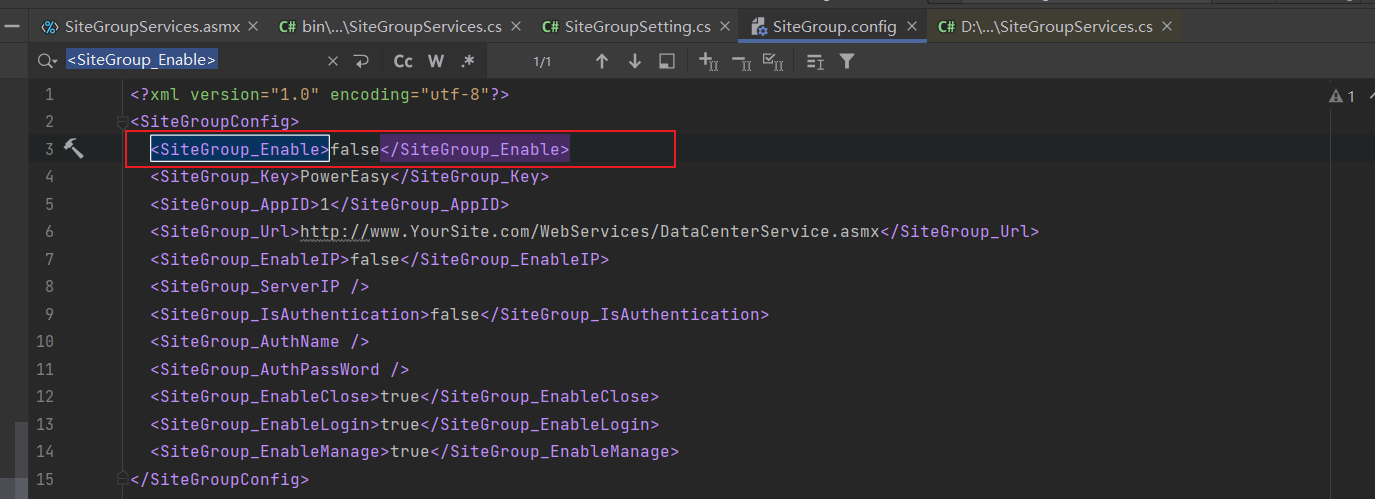 SiteGroupServices.asmx C# bin\...\SiteGroupServices.cs C# SiteGroupSetting.cs SiteGroup.config C# D:\...\SiteGroupServices.cs
<SiteGroup_Enable> Cc W .* 1/1
1 <?xml version="1.0" encoding="utf-8"?> 1
2 <SiteGroupConfig>
3 <SiteGroup_Enable>false</SiteGroup_Enable>
4 <SiteGroup_Key>PowerEasy</SiteGroup_Key>
5 <SiteGroup_AppID>1</SiteGroup_AppID>
6 <SiteGroup_Url>http://www.YourSite.com/WebServices/DataCenterService.asmx</SiteGroup_Url>
7 <SiteGroup_EnableIP>false</SiteGroup_EnableIP>
8 <SiteGroup_ServerIP />
9 <SiteGroup_IsAuthentication>false</SiteGroup_IsAuthentication>
10 <SiteGroup_AuthName />
11 <SiteGroup_AuthPassWord />
12 <SiteGroup_EnableClose>true</SiteGroup_EnableClose>
13 <SiteGroup_EnableLogin>true</SiteGroup_EnableLogin>
14 <SiteGroup_EnableManage>true</SiteGroup_EnableManage>
15 </SiteGroupConfig>